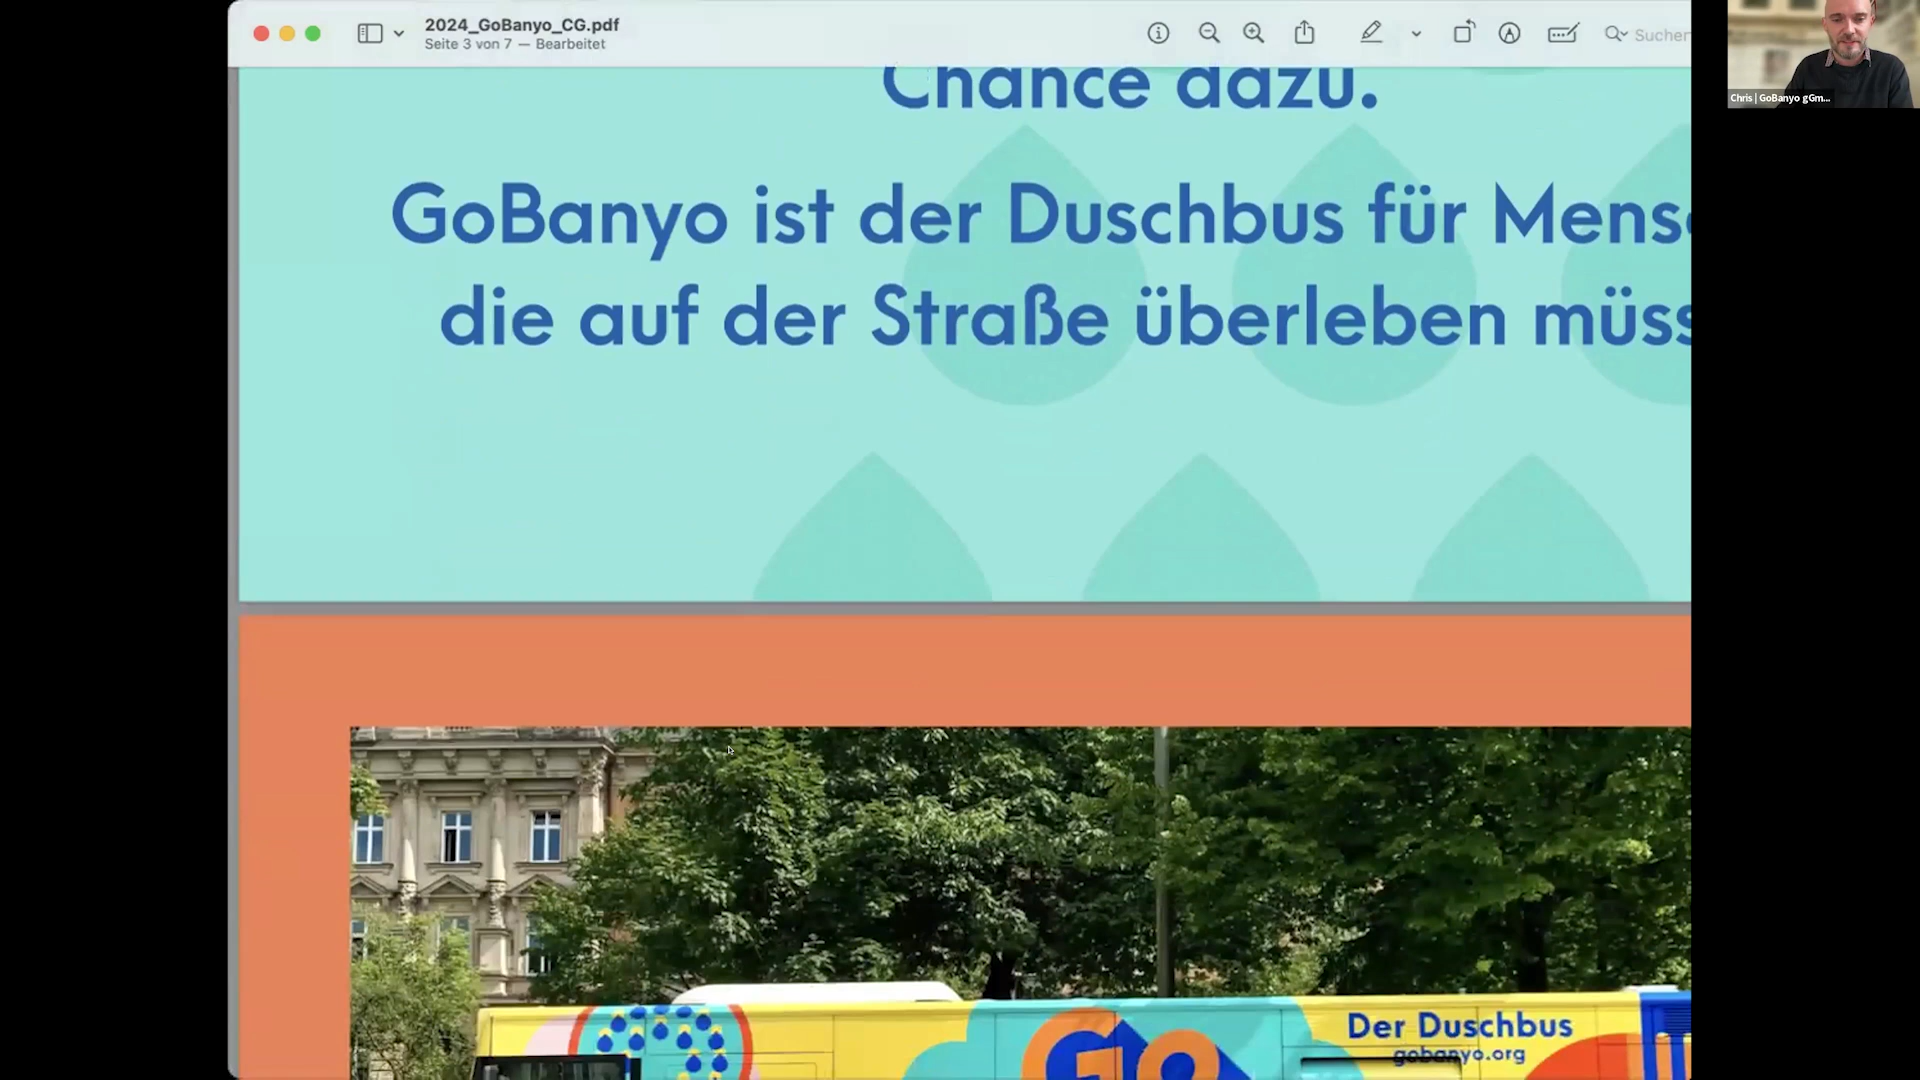 2024_GoBanyo_CG.pdf
Seite 3 von 7 — Bearbeitet
Suchen
Chris | GoBanyo gGm...
Chance dazu.
GoBanyo ist der Duschbus für Mens
die auf der Straße überleben müss
Der Duschbus
gobanyo.org
GO